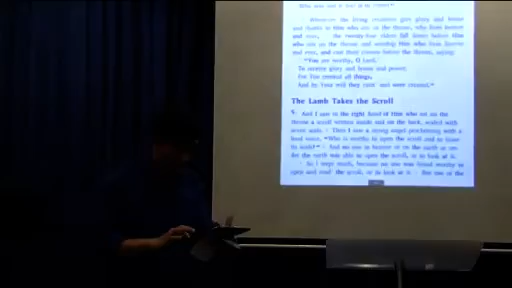 Whenever the living creatures give glory and honor
and thanks to Him who sits on the throne, who lives forever
and ever, the twenty-four elders fall down before Him
who sits on the throne and worship Him who lives forever
and ever, and cast their crowns before the throne, saying:
"You are worthy, O Lord,
To receive glory and honor and power;
For You created all things,
And by Your will they exist and were created."
The Lamb Takes the Scroll
5 And I saw in the right hand of Him who sat on the
throne a scroll written inside and on the back, sealed with
seven seals. Then I saw a strong angel proclaiming with a
loud voice, "Who is worthy to open the scroll and to loose
its seals?" And no one in heaven or on the earth or un-
der the earth was able to open the scroll, or to look at it.
So I wept much, because no one was found worthy to
open and read the scroll, or to look at it. But one of the